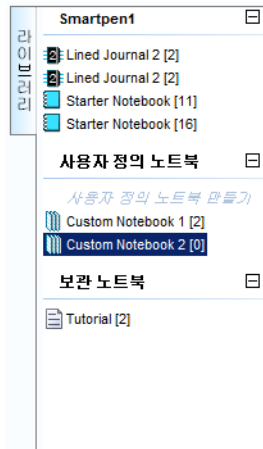 라이브러리
Smartpen1
Lined Journal 2 [2]
Lined Journal 2 [2]
Starter Notebook [11]
Starter Notebook [16]
사용자 정의 노트북
사용자 정의 노트북 만들기
Custom Notebook 1 [2]
Custom Notebook 2 [0]
보관 노트북
Tutorial [2]